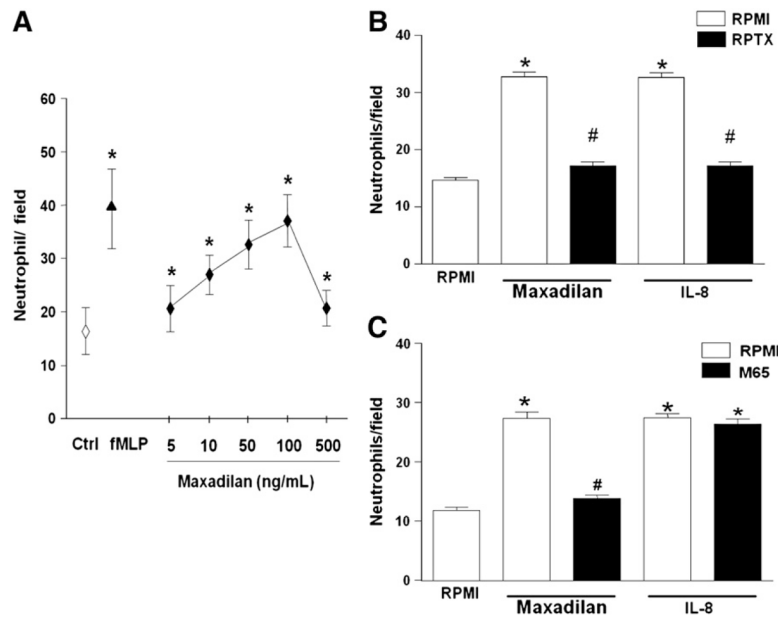 A
60
50
40
30
20
10
0
Neutrophil/ field
*
*
*
*
*
*
Ctrl fMLP 5 10 50 100 500
Maxadilan (ng/mL)
B
RPMI
RPTX
40
30
20
10
0
Neutrophils/field
* # * #
RPMI
Maxadilan IL-8
C
RPMI
M65
40
30
20
10
0
Neutrophils/field
* # * *
RPMI
Maxadilan IL-8